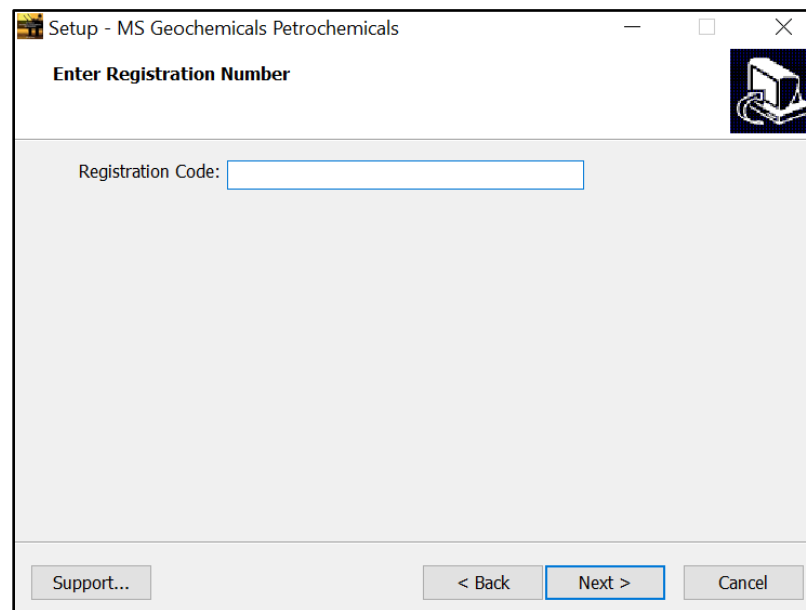 Setup - MS Geochemicals Petrochemicals
Enter Registration Number
Registration Code:
Support...
< Back
Next >
Cancel